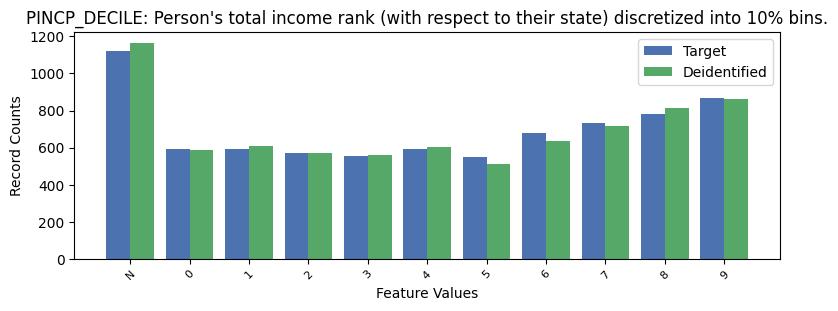 PINCP_DECILE: Person's total income rank (with respect to their state) discretized into 10% bins.
1200
1000
800
600
400
200
0
Record Counts
Target
Deidentified
N 0 1 2 3 4 5 6 7 8 9
Feature Values